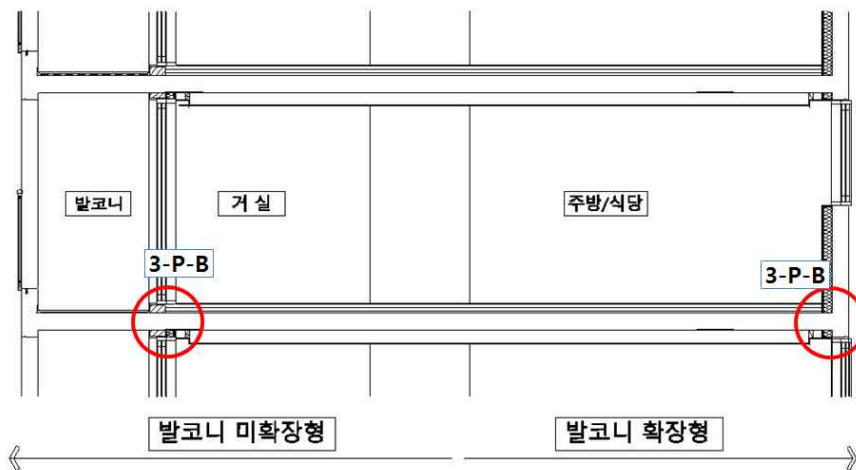 발코니
거 실
주방/식당
3-P-B
3-P-B
발코니 미확장형
발코니 확장형